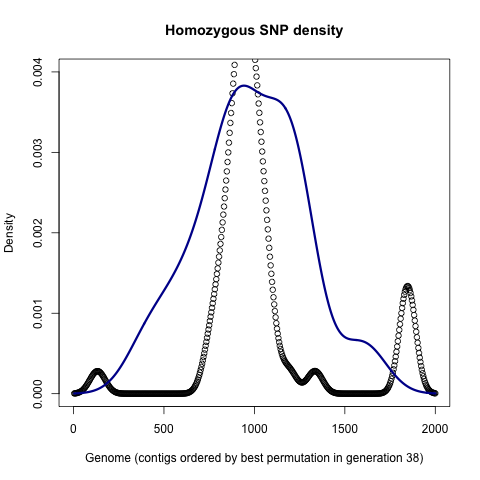 Homozygous SNP density
Density
0.004
0.003
0.002
0.001
0.000
0 500 1000 1500 2000
Genome (contigs ordered by best permutation in generation 38)